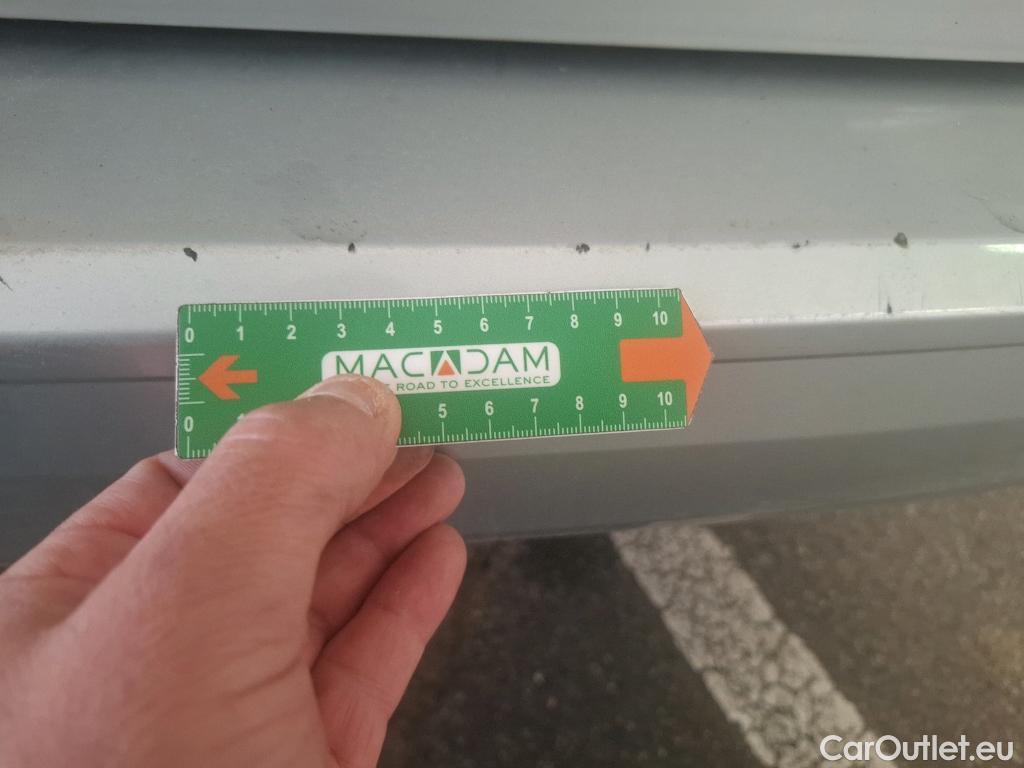 0 1 2 3 4 5 6 7 8 9 10
MACADAM
ROAD TO EXCELLENCE
0 5 6 7 8 9 10
CarOutlet.eu